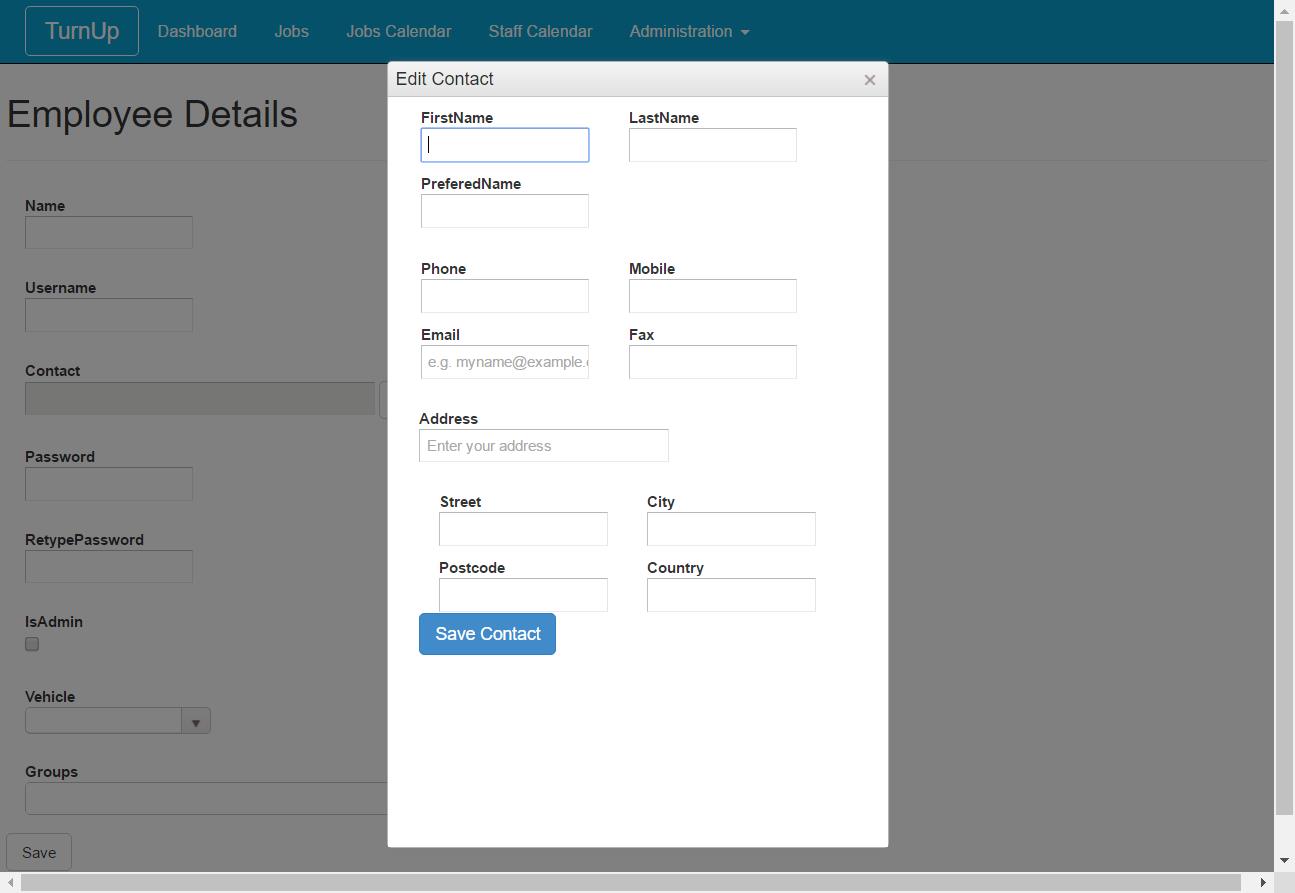 TurnUp Dashboard Jobs Jobs Calendar Staff Calendar Administration
Employee Details
Name
Username
Contact
Password
RetypePassword
IsAdmin
Vehicle
Groups
Save
Edit Contact ×
FirstName LastName
PreferedName
Phone Mobile
Email Fax
e.g. myname@example.
Address
Enter your address
Street City
Postcode Country
Save Contact